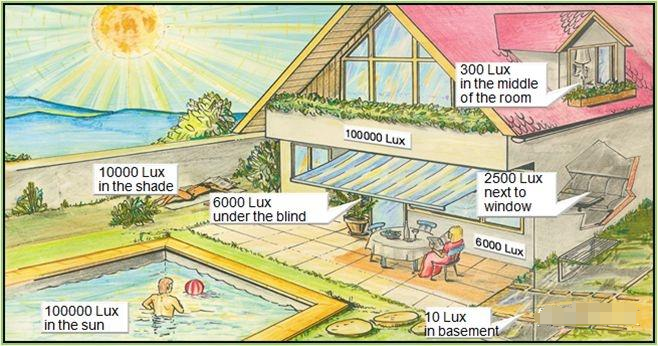 300 Lux
in the middle
of the room
100000 Lux
10000 Lux
in the shade
6000 Lux
under the blind
2500 Lux
next to
window
6000 Lux
100000 Lux
in the sun
10 Lux
in basement